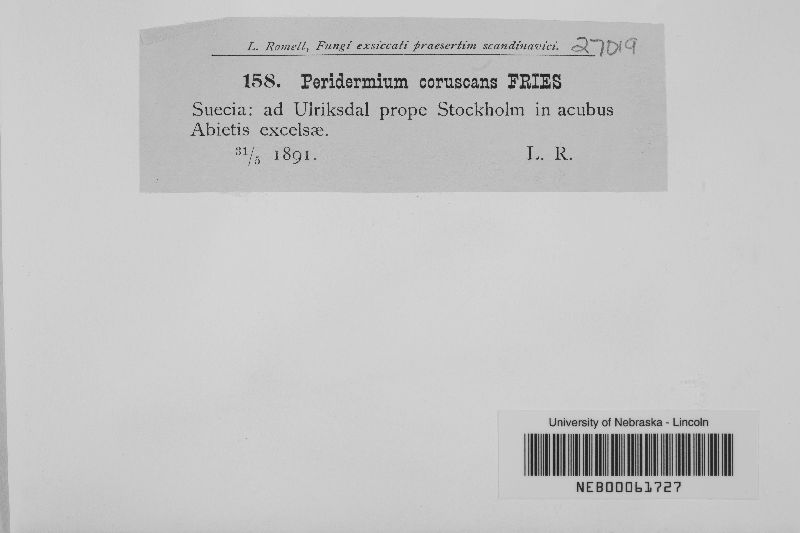 L. Romell, Fungi exsiccati præsertim scandinavici. 27019
158. Peridermium coruscans FRIES
Suecia: ad Ulriksdal prope Stockholm in acubus
Abietis excelsæ.
31/5 1891. L. R.
University of Nebraska - Lincoln
NEB00061727